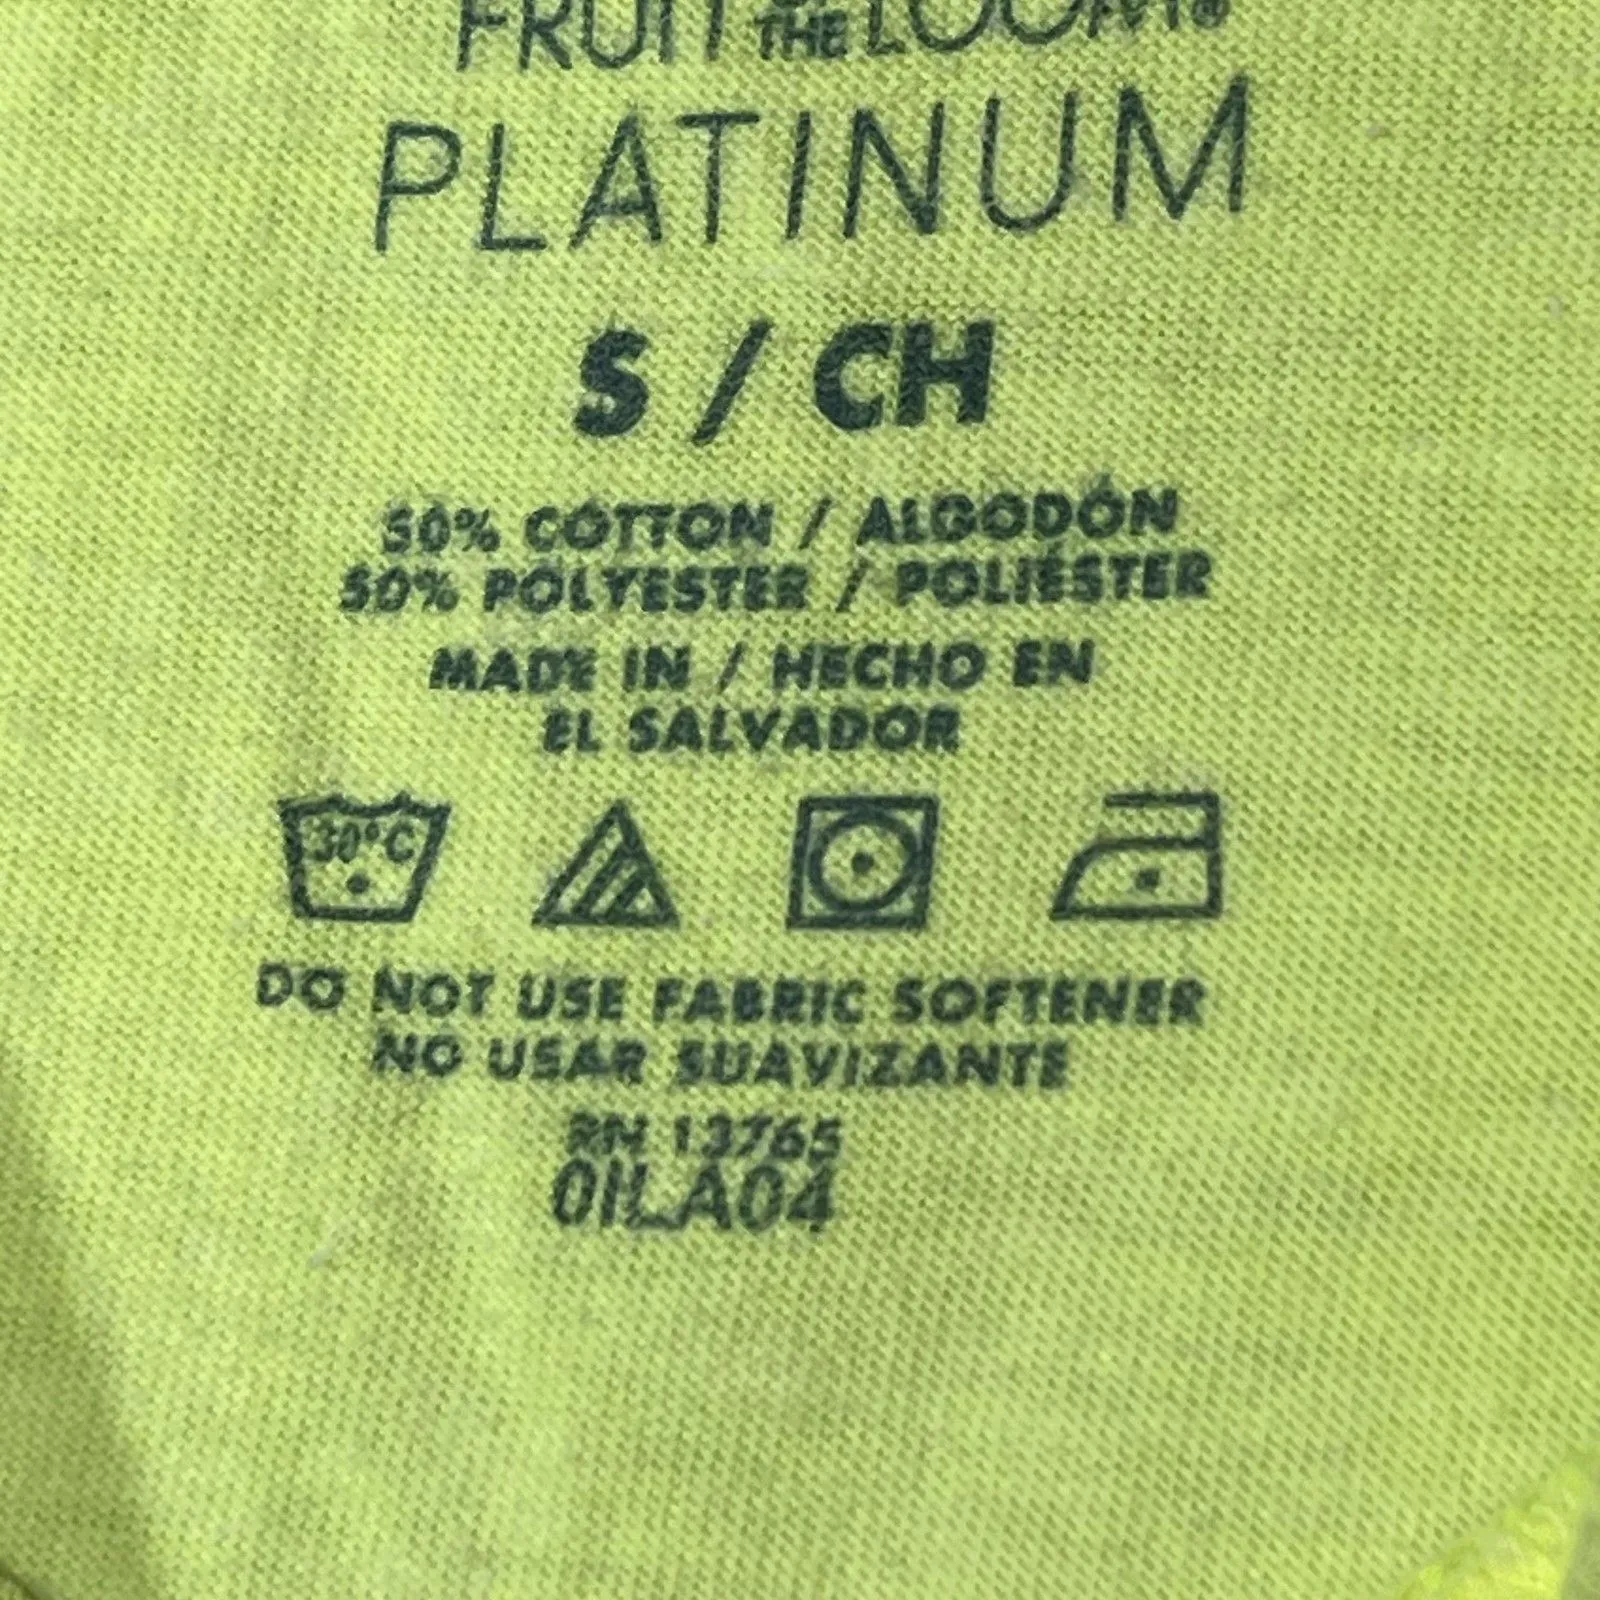 FRUIT OF THE LOOM®
PLATINUM
S / CH
50% COTTON / ALGODÓN
50% POLYESTER / POLIÉSTER
MADE IN / HECHO EN
EL SALVADOR
30°C
DO NOT USE FABRIC SOFTENER
NO USAR SUAVIZANTE
RN 13765